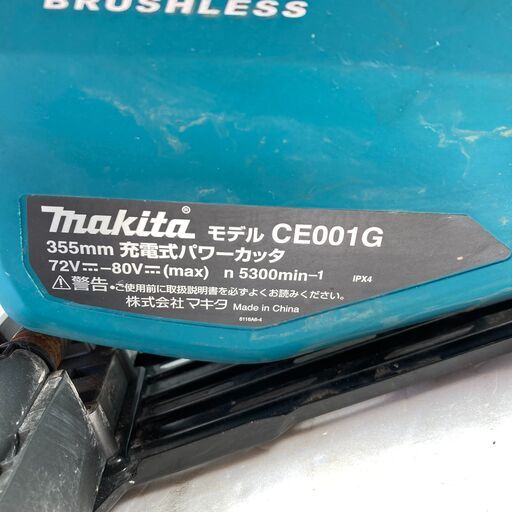 BRUSHLESS
makita モデル CE001G
355mm 充電式パワーカッタ
72V⎓-80V⎓(max) n 5300min-1
IPX4
⚠警告・ご使用前に取扱説明書を必ずよくお読みください。
株式会社マキタ Made in China
8116A6-4